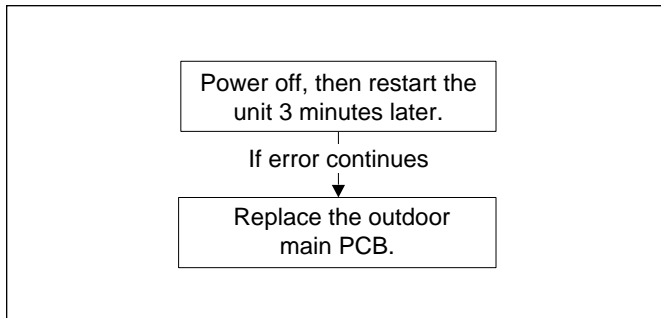 Power off, then restart the
unit 3 minutes later.
If error continues
Replace the outdoor
main PCB.